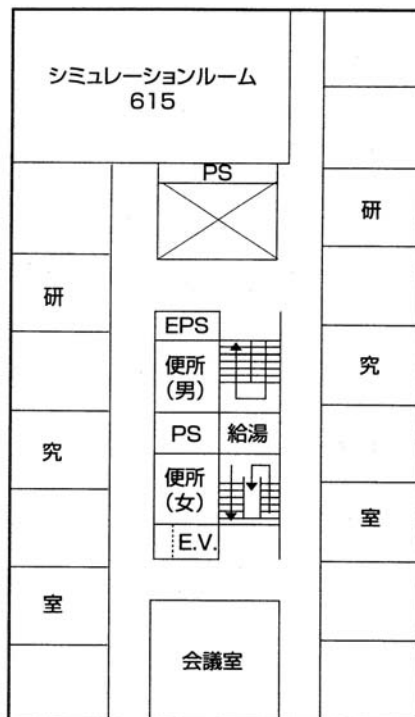 シミュレーションルーム
615
PS
研
究
室
研
究
室
EPS
便所
(男)
PS
給湯
便所
(女)
E.V.
会議室